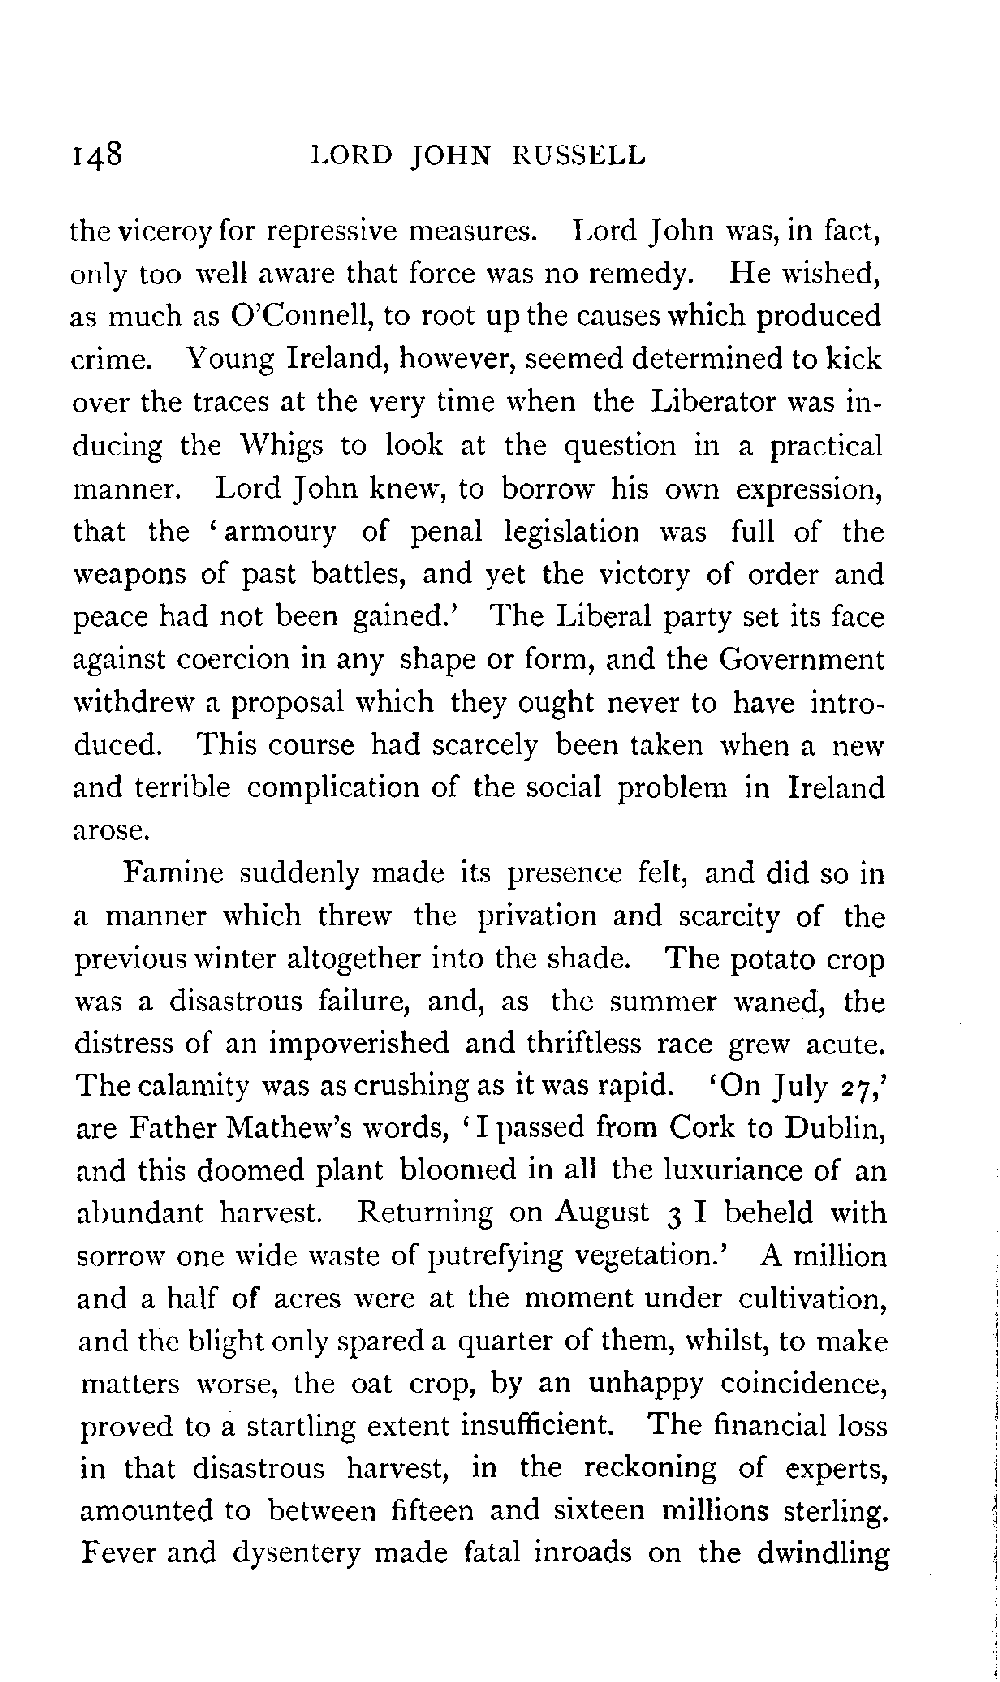 148 LORD JOHN RUSSELL
the viceroy for repressive measures. Lord John was, in fact,
only too well aware that force was no remedy. He wished,
as much as O'Connell, to root up the causes which produced
crime. Young Ireland, however, seemed determined to kick
over the traces at the very time when the Liberator was in-
ducing the Whigs to look at the question in a practical
manner. Lord John knew, to borrow his own expression,
that the ‘armoury of penal legislation was full of the
weapons of past battles, and yet the victory of order and
peace had not been gained.’ The Liberal party set its face
against coercion in any shape or form, and the Government
withdrew a proposal which they ought never to have intro-
duced. This course had scarcely been taken when a new
and terrible complication of the social problem in Ireland
arose.
Famine suddenly made its presence felt, and did so in
a manner which threw the privation and scarcity of the
previous winter altogether into the shade. The potato crop
was a disastrous failure, and, as the summer waned, the
distress of an impoverished and thriftless race grew acute.
The calamity was as crushing as it was rapid. ‘On July 27,’
are Father Mathew's words, ‘I passed from Cork to Dublin,
and this doomed plant bloomed in all the luxuriance of an
abundant harvest. Returning on August 3 I beheld with
sorrow one wide waste of putrefying vegetation.’ A million
and a half of acres were at the moment under cultivation,
and the blight only spared a quarter of them, whilst, to make
matters worse, the oat crop, by an unhappy coincidence,
proved to a startling extent insufficient. The financial loss
in that disastrous harvest, in the reckoning of experts,
amounted to between fifteen and sixteen millions sterling.
Fever and dysentery made fatal inroads on the dwindling